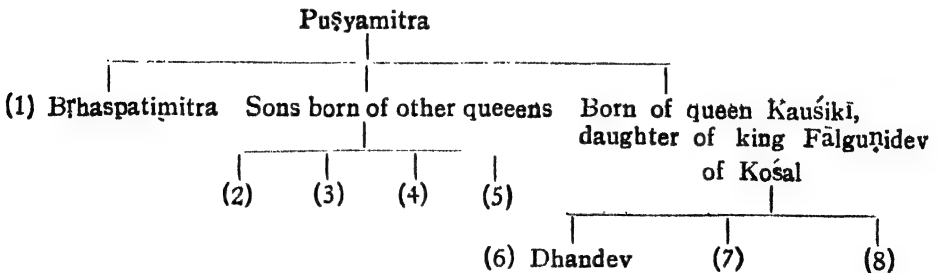 Puṣyamitra
(1) Bṛhaspatiṃitra Sons born of other queeens Born of queen Kauśikī,
daughter of king Fālguṇidev
of Kośal
(2) (3) (4) (5)
(6) Dhandev (7) (8)